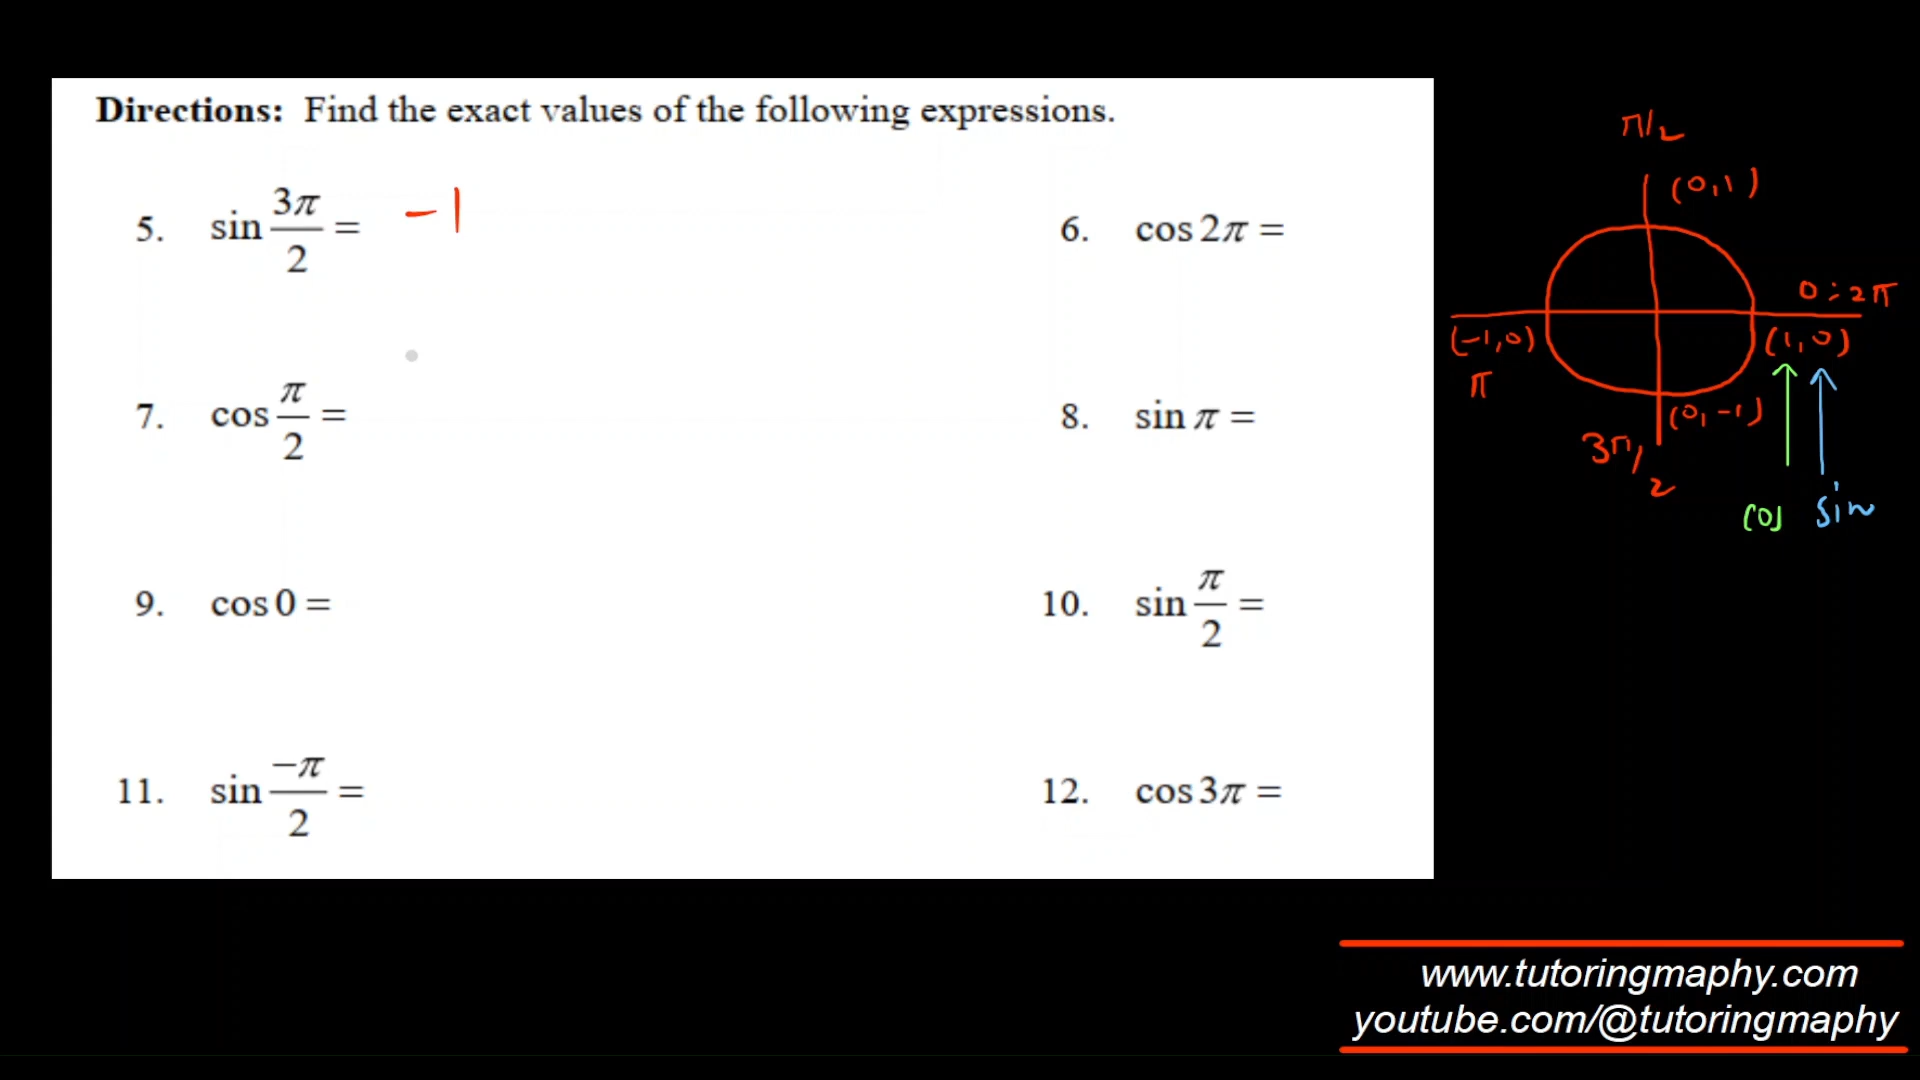 Directions: Find the exact values of the following expressions.
5. sin 3π/2 = -1
6. cos 2π =
7. cos π/2 =
8. sin π =
9. cos 0 =
10. sin π/2 =
11. sin -π/2 =
12. cos 3π =
π/2
(0,1)
0 = 2π
(-1,0)
(1,0)
π
(0,-1)
3π/2
cos
sin
www.tutoringmaphy.com
youtube.com/@tutoringmaphy